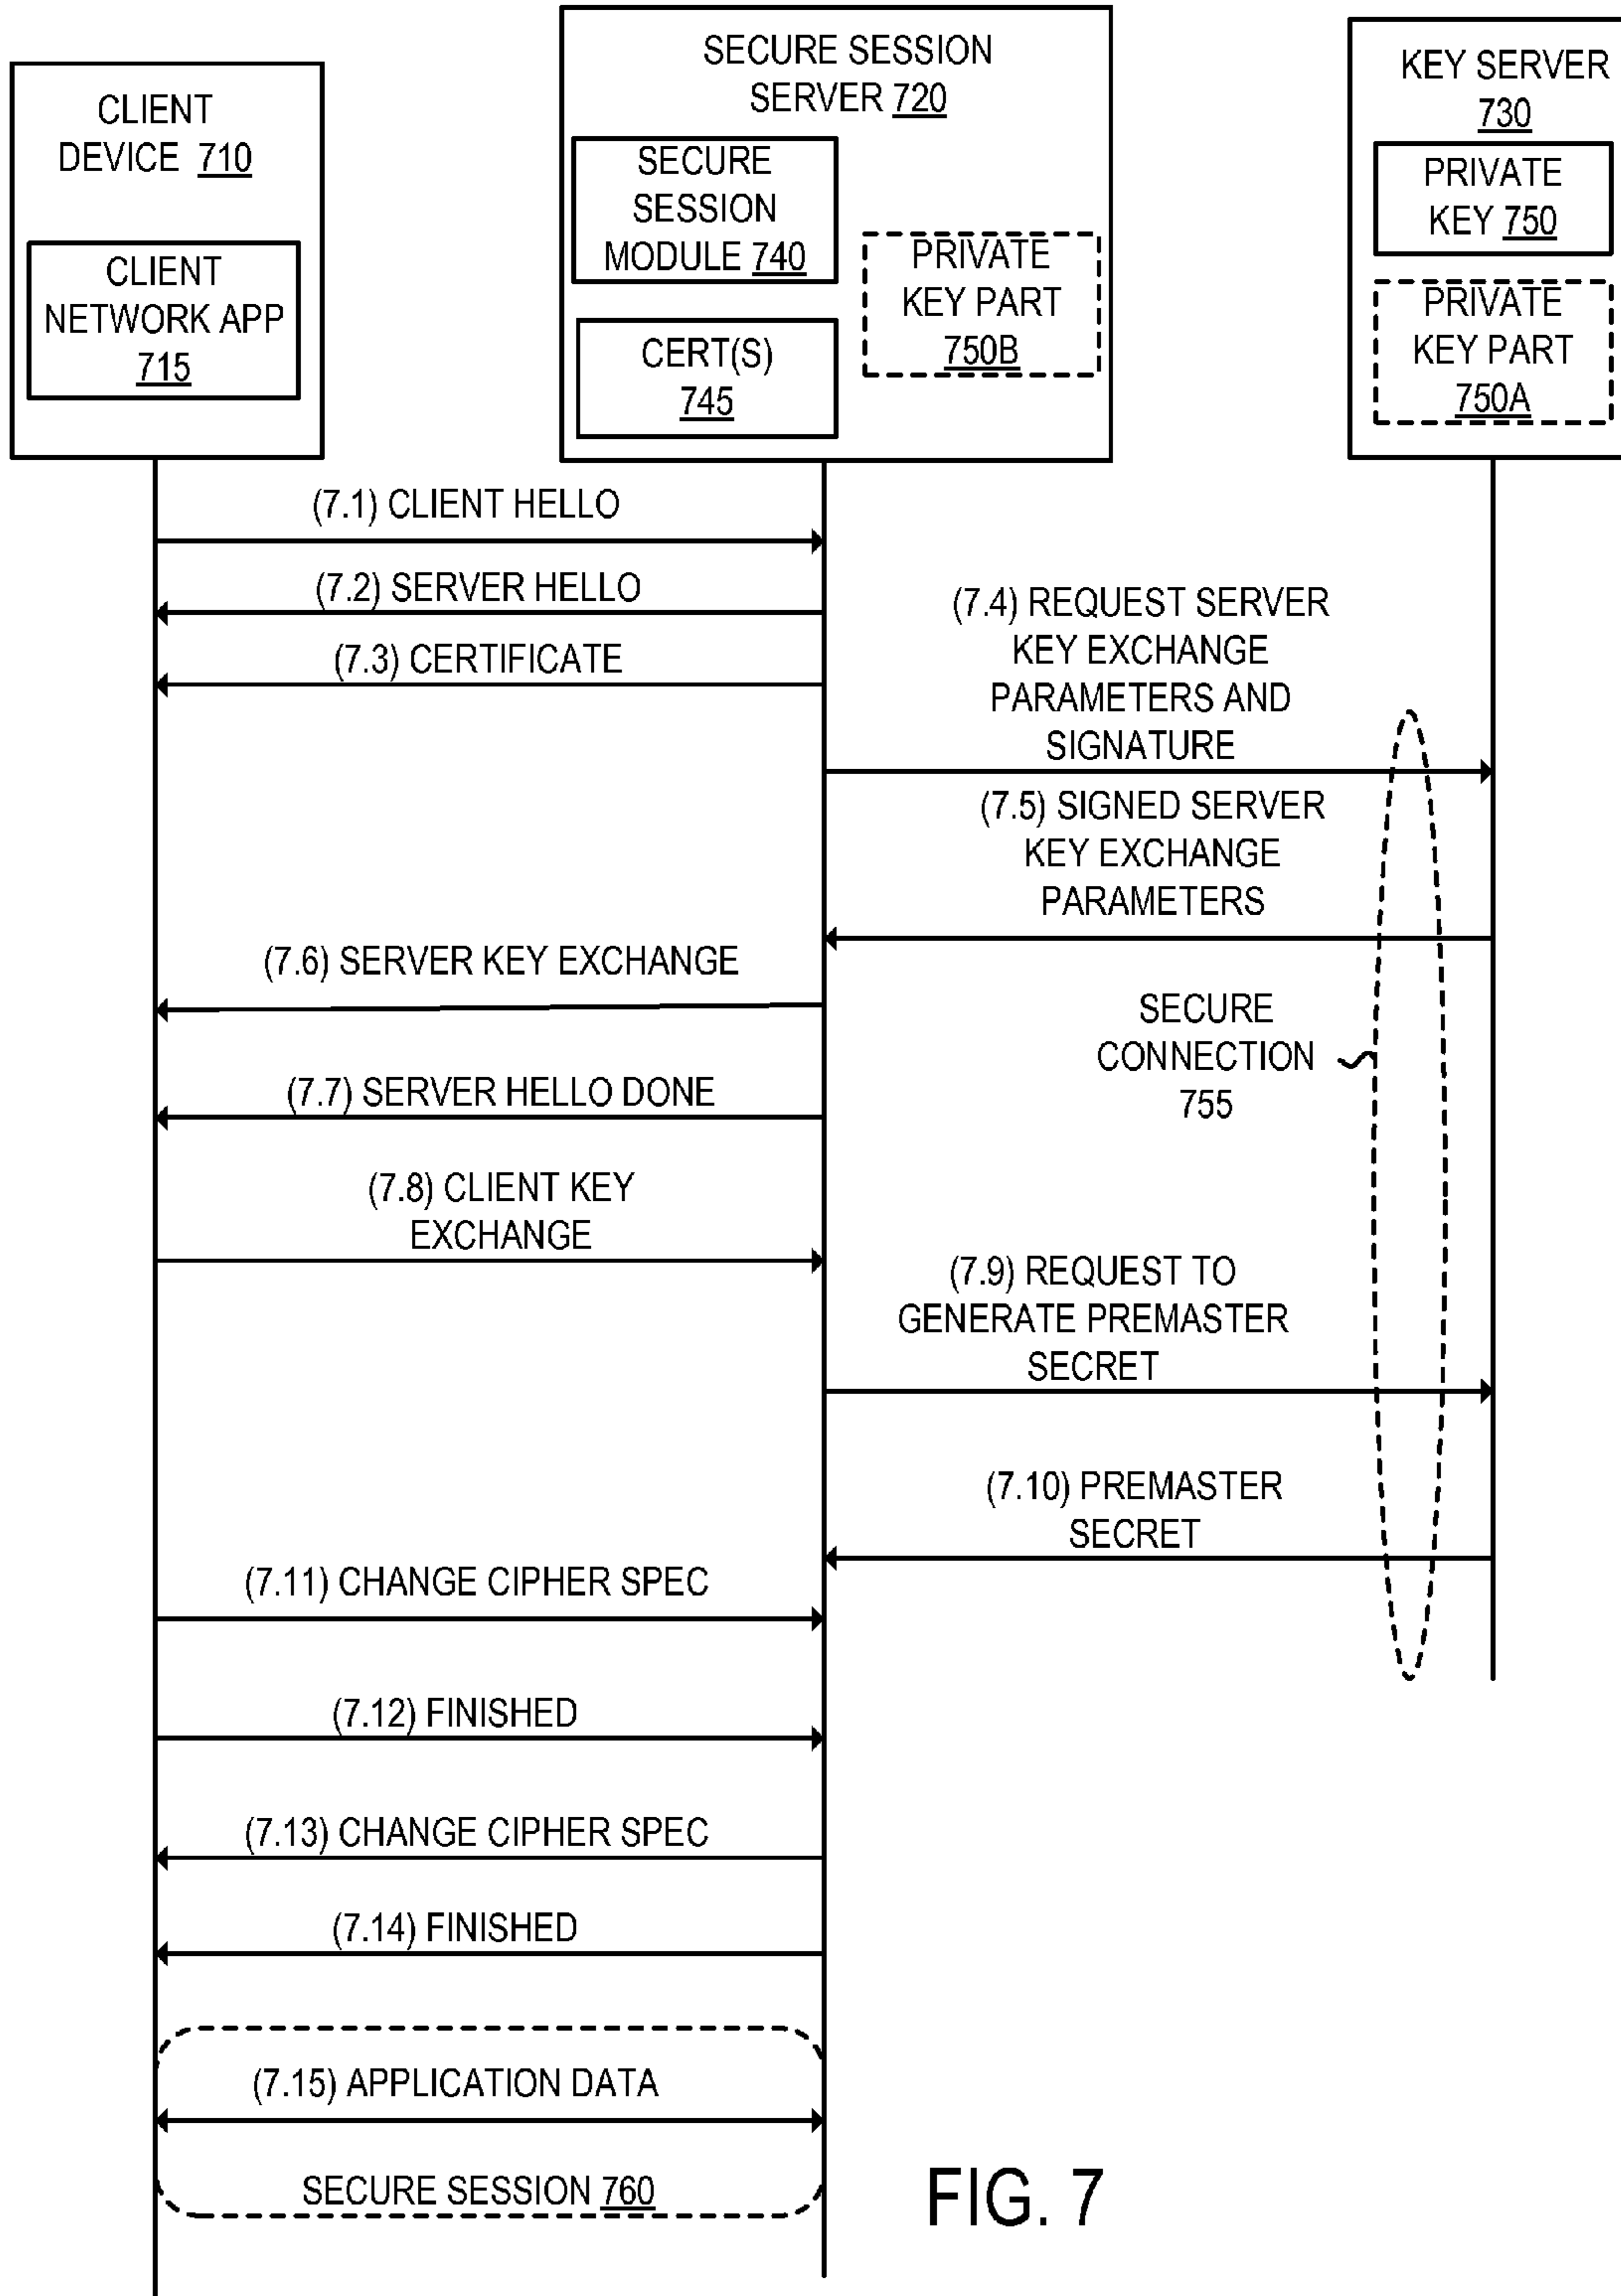 CLIENT
DEVICE 710
CLIENT
NETWORK APP
715
SECURE SESSION
SERVER 720
SECURE
SESSION
MODULE 740
CERT(S)
745
PRIVATE
KEY PART
750B
KEY SERVER
730
PRIVATE
KEY 750
PRIVATE
KEY PART
750A
(7.1) CLIENT HELLO
(7.2) SERVER HELLO
(7.3) CERTIFICATE
(7.4) REQUEST SERVER
KEY EXCHANGE
PARAMETERS AND
SIGNATURE
(7.5) SIGNED SERVER
KEY EXCHANGE
PARAMETERS
(7.6) SERVER KEY EXCHANGE
SECURE
CONNECTION
755
(7.7) SERVER HELLO DONE
(7.8) CLIENT KEY
EXCHANGE
(7.9) REQUEST TO
GENERATE PREMASTER
SECRET
(7.10) PREMASTER
SECRET
(7.11) CHANGE CIPHER SPEC
(7.12) FINISHED
(7.13) CHANGE CIPHER SPEC
(7.14) FINISHED
(7.15) APPLICATION DATA
SECURE SESSION 760
FIG. 7